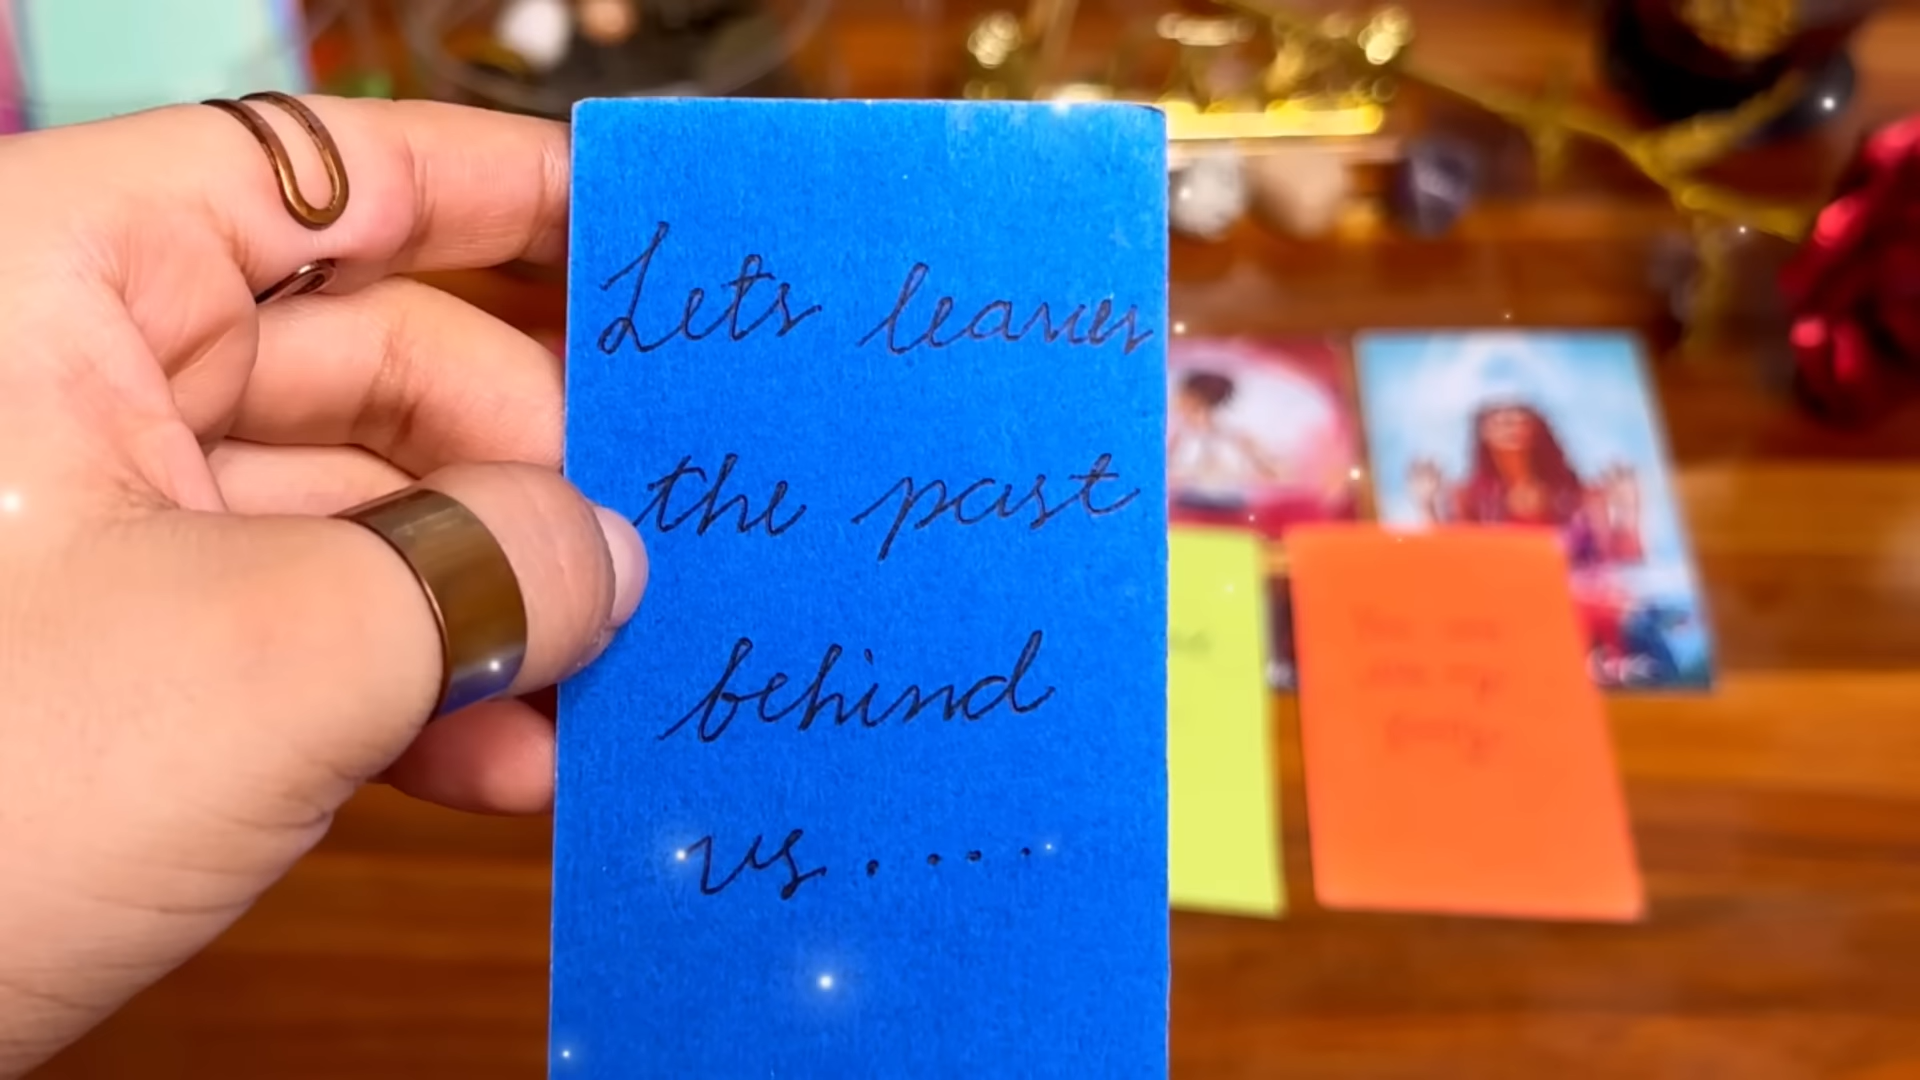 Lets leaves
the past
behind
us.....